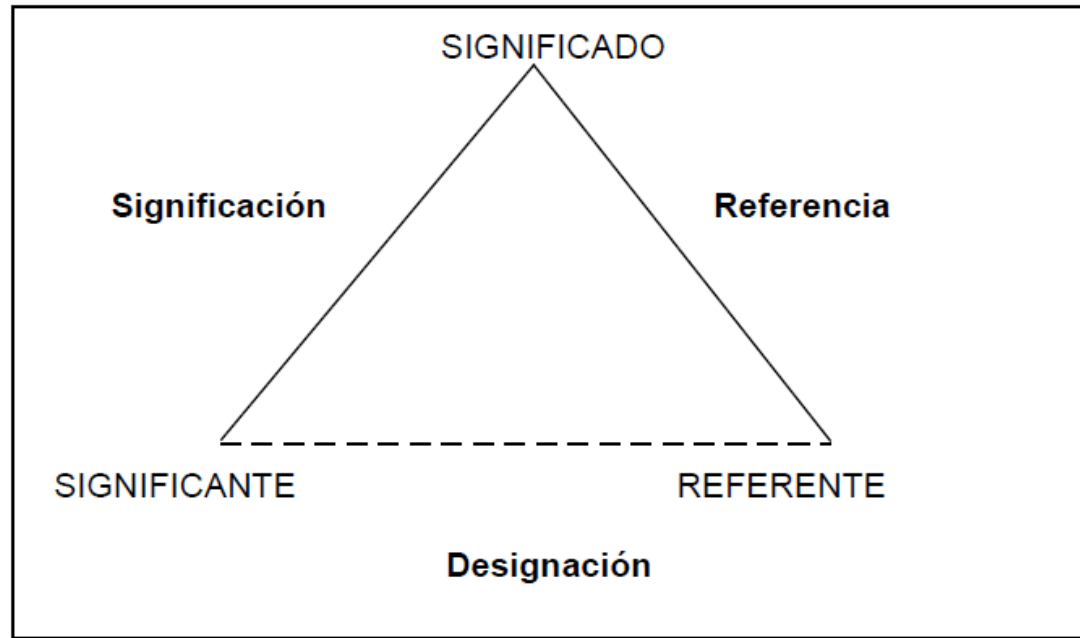 SIGNIFICADO
Significación
Referencia
SIGNIFICANTE
REFERENTE
Designación